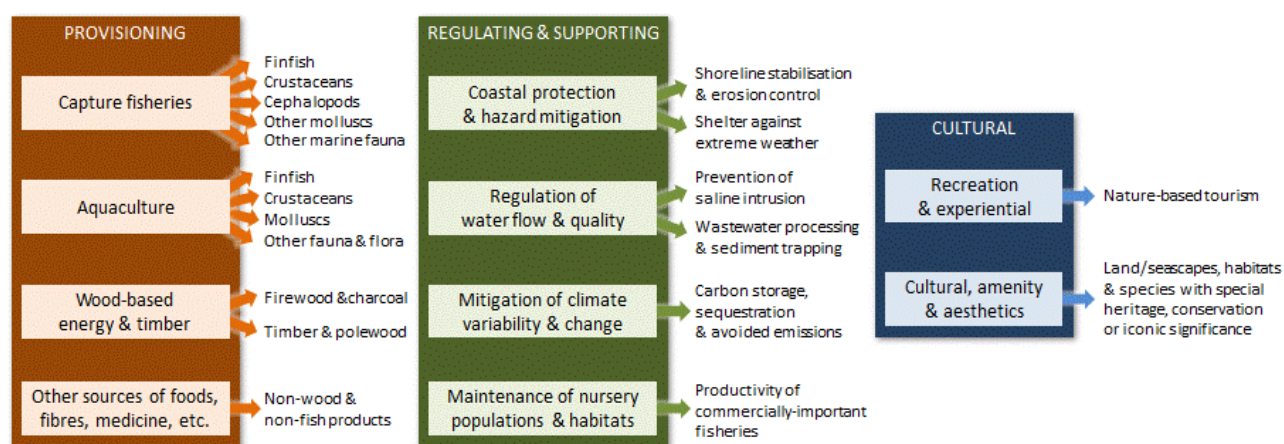 PROVISIONING
Capture fisheries
Finfish
Crustaceans
Cephalopods
Other molluscs
Other marine fauna
Aquaculture
Finfish
Crustaceans
Molluscs
Other fauna & flora
Wood-based
energy & timber
Firewood & charcoal
Timber & polewood
Other sources of foods,
fibres, medicine, etc.
Non-wood &
non-fish products
REGULATING & SUPPORTING
Coastal protection
& hazard mitigation
Shoreline stabilisation
& erosion control
Shelter against
extreme weather
Regulation of
water flow & quality
Prevention of
saline intrusion
Wastewater processing
& sediment trapping
Mitigation of climate
variability & change
Carbon storage,
sequestration
& avoided emissions
Maintenance of nursery
populations & habitats
Productivity of
commercially-important
fisheries
CULTURAL
Recreation
& experiential
Nature-based tourism
Cultural, amenity
& aesthetics
Land/seascapes, habitats
& species with special
heritage, conservation
or iconic significance